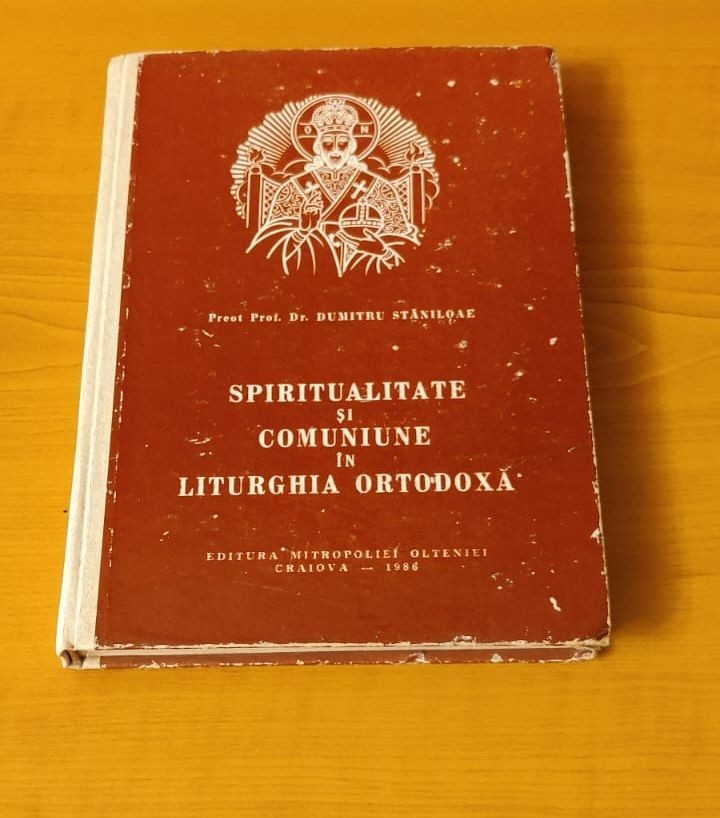 O N
Preot Prof. Dr. DUMITRU STĂNILOAE
SPIRITUALITATE
ȘI
COMUNIUNE
ÎN
LITURGHIA ORTODOXĂ
EDITURA MITROPOLIEI OLTENIEI
CRAIOVA — 1986